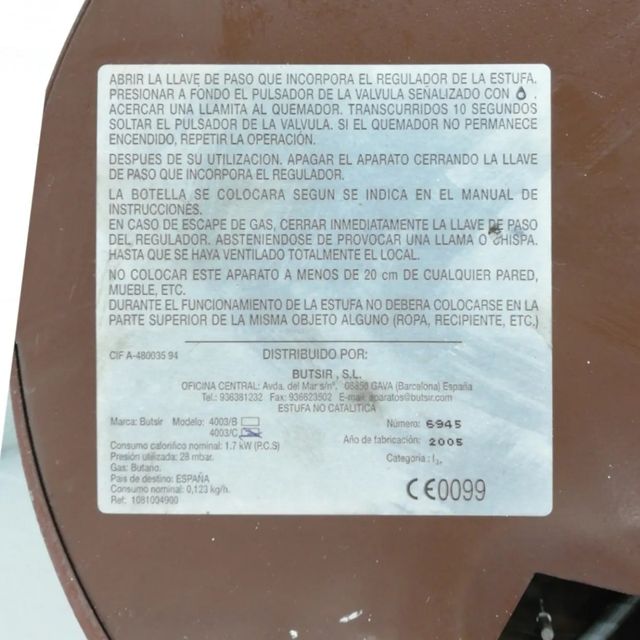 ABRIR LA LLAVE DE PASO QUE INCORPORA EL REGULADOR DE LA ESTUFA.
PRESIONAR A FONDO EL PULSADOR DE LA VALVULA SEÑALIZADO CON
ACERCAR UNA LLAMITA AL QUEMADOR. TRANSCURRIDOS 10 SEGUNDOS
SOLTAR EL PULSADOR DE LA VALVULA. SI EL QUEMADOR NO PERMANECE
ENCENDIDO, REPETIR LA OPERACIÓN.
DESPUES DE SU UTILIZACION. APAGAR EL APARATO CERRANDO LA LLAVE
DE PASO QUE INCORPORA EL REGULADOR.
LA BOTELLA SE COLOCARA SEGUN SE INDICA EN EL MANUAL DE
INSTRUCCIONES.
EN CASO DE ESCAPE DE GAS, CERRAR IMMEDIATAMENTE LA LLAVE DE PASO
DEL REGULADOR. ABSTENIENDOSE DE PROVOCAR UNA LLAMA O CHISPA.
HASTA QUE SE HAYA VENTILADO TOTALMENTE EL LOCAL.
NO COLOCAR ESTE APARATO A MENOS DE 20 cm DE CUALQUIER PARED,
MUEBLE, ETC.
DURANTE EL FUNCIONAMIENTO DE LA ESTUFA NO DEBERA COLOCARSE EN LA
PARTE SUPERIOR DE LA MISMA OBJETO ALGUNO (ROPA, RECIPIENTE, ETC.)
CIF A-480035 94 DISTRIBUIDO POR:
BUTSIR, S.L.
OFICINA CENTRAL: Avda. del Mar s/nº. 08850 GAVA (Barcelona) España
Tel.: 936381232 Fax: 936623502 E-mail: aparatos@butsir.com
ESTUFA NO CATALITICA
Marca: Butsir Modelo: 4003/B Número: 6945
4003/C
Año de fabricación: 2005
Consumo calorífico nominal: 1.7 kW (P.C.S)
Presión utilizada: 28 mbar. Categoria: I3,
Gas: Butano.
Pais de destino: ESPAÑA
Consumo nominal: 0,123 kg/h. CE0099
Ref: 1081004900